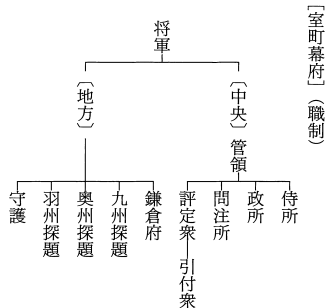 ［室町幕府］（職制）
将軍
〔中央〕管領
侍所
政所
問注所
評定衆─引付衆
〔地方〕
鎌倉府
九州探題
奥州探題
羽州探題
守護